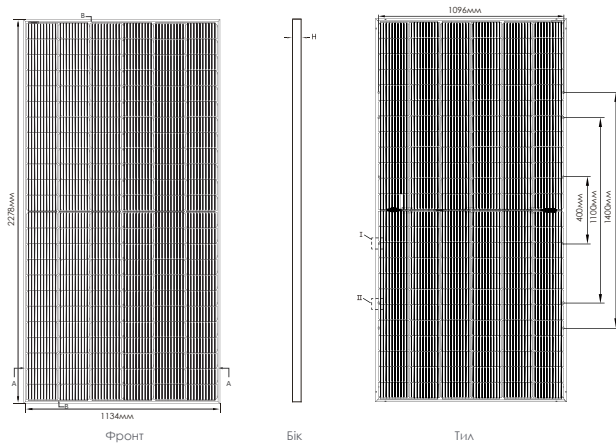 B
1096мм
H
2278мм
400мм
1100мм
1400мм
I
II
A
A
B
1134мм
Фронт
Бік
Тил